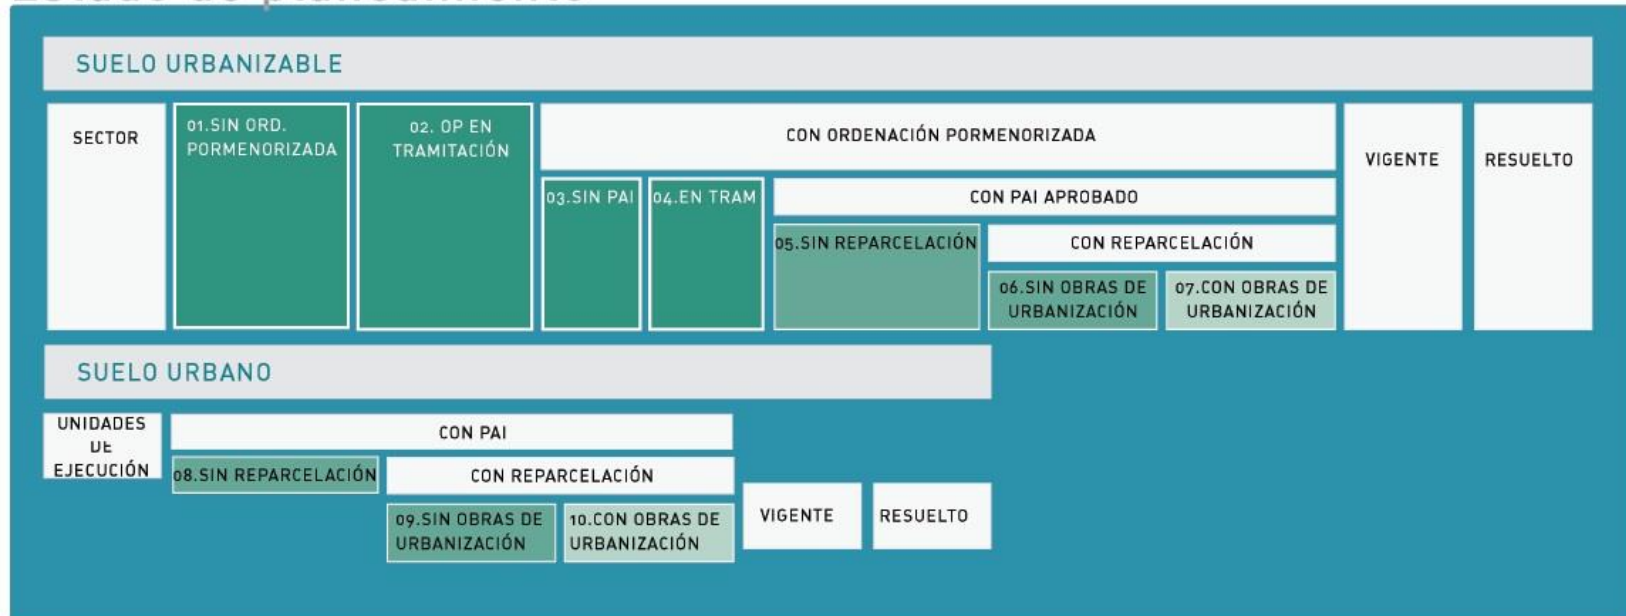 SUELO URBANIZABLE
SECTOR
01.SIN ORD.
PORMENORIZADA
02. OP EN
TRAMITACIÓN
CON ORDENACIÓN PORMENORIZADA
VIGENTE
RESUELTO
03.SIN PAI
04.EN TRAM
CON PAI APROBADO
05.SIN REPARCELACIÓN
CON REPARCELACIÓN
06.SIN OBRAS DE
URBANIZACIÓN
07.CON OBRAS DE
URBANIZACIÓN
SUELO URBANO
UNIDADES
DE
EJECUCIÓN
CON PAI
08.SIN REPARCELACIÓN
CON REPARCELACIÓN
09.SIN OBRAS DE
URBANIZACIÓN
10.CON OBRAS DE
URBANIZACIÓN
VIGENTE
RESUELTO